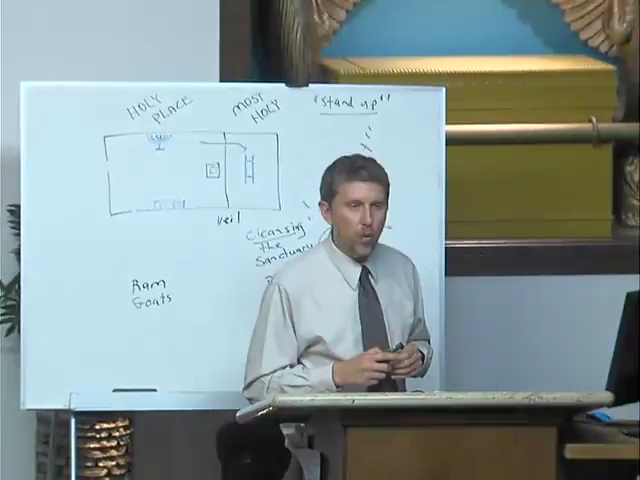 HOLY
PLACE
MOST
HOLY
"stand up"
veil
Cleansing
the
Sanctuary
Ram
Goats